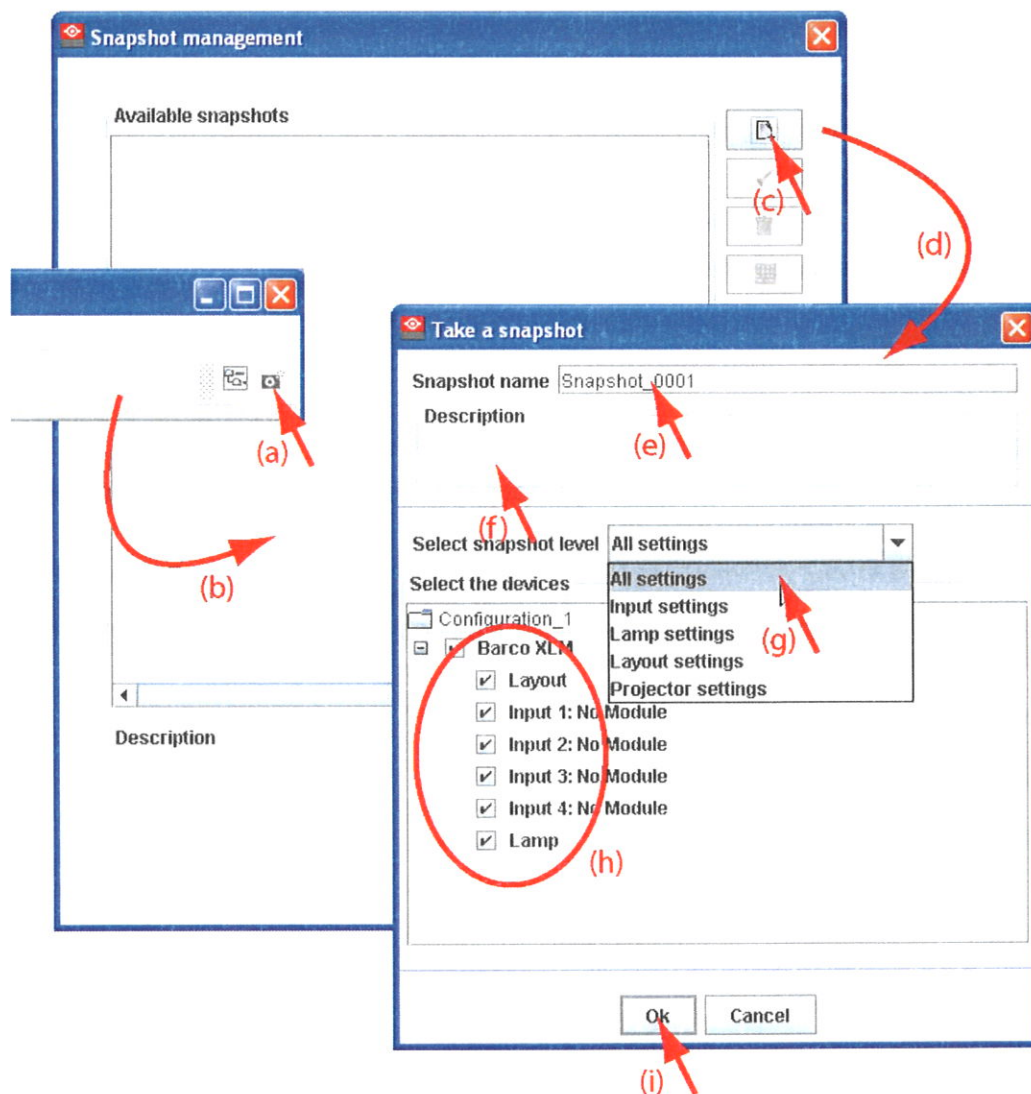 Snapshot management
Available snapshots
(c)
(d)
(a)
(b)
Take a snapshot
Snapshot name Snapshot_0001
(e)
Description
(f)
Select snapshot level All settings
All settings
Input settings
Lamp settings
Layout settings
Projector settings
(g)
Select the devices
Configuration_1
Barco XLM
Layout
Input 1: No Module
Input 2: No Module
Input 3: No Module
Input 4: No Module
Lamp
(h)
Description
Ok Cancel
(i)